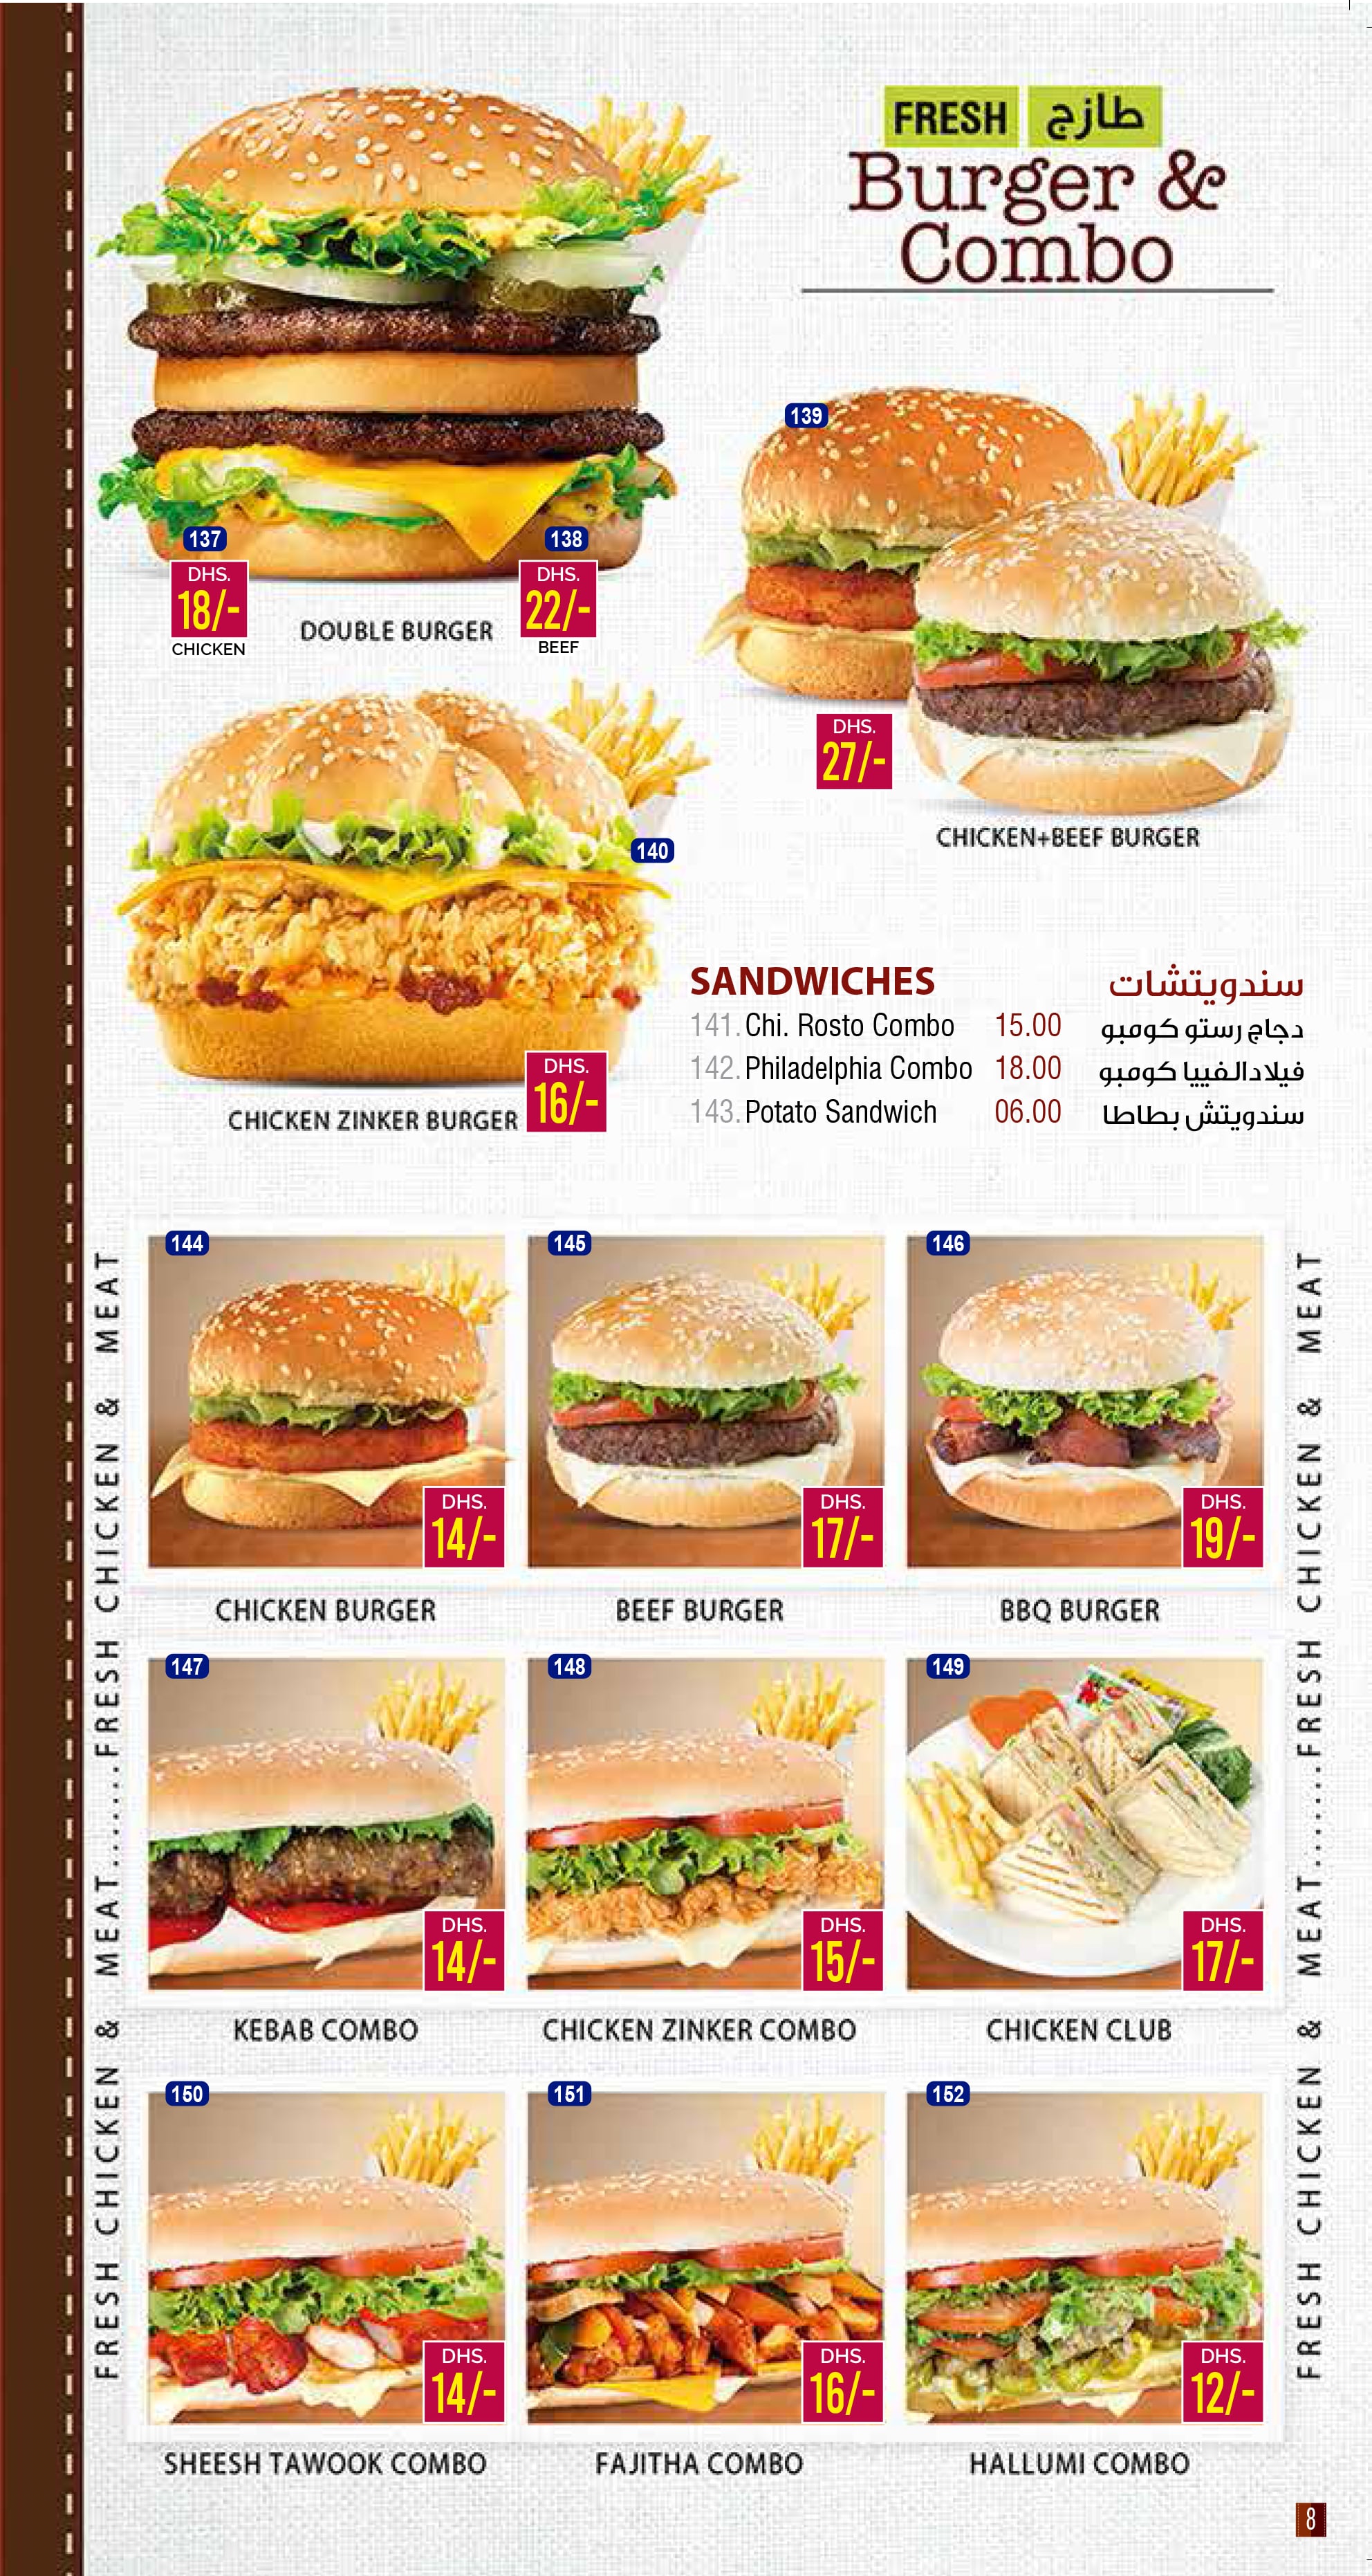 FRESH طازج
Burger &
Combo
137
DHS.
18/-
CHICKEN
DOUBLE BURGER
138
DHS.
22/-
BEEF
139
DHS.
27/-
CHICKEN+BEEF BURGER
140
DHS.
16/-
CHICKEN ZINKER BURGER
SANDWICHES سندويتشات
141. Chi. Rosto Combo 15.00 دجاج رستو كومبو
142. Philadelphia Combo 18.00 فيلادالفييا كومبو
143. Potato Sandwich 06.00 سندويتش بطاطا
FRESH CHICKEN & MEAT.......FRESH CHICKEN & MEAT
144
DHS.
14/-
CHICKEN BURGER
145
DHS.
17/-
BEEF BURGER
146
DHS.
19/-
BBQ BURGER
147
DHS.
14/-
KEBAB COMBO
148
DHS.
15/-
CHICKEN ZINKER COMBO
149
DHS.
17/-
CHICKEN CLUB
150
DHS.
14/-
SHEESH TAWOOK COMBO
151
DHS.
16/-
FAJITHA COMBO
152
DHS.
12/-
HALLUMI COMBO
FRESH CHICKEN & MEAT.......FRESH CHICKEN & MEAT
8